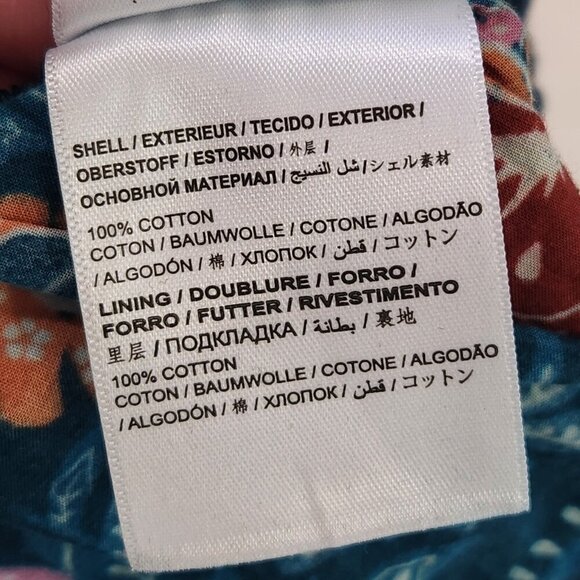 SHELL / EXTERIEUR / TECIDO / EXTERIOR /
OBERSTOFF / ESTORNO / 外层 /
ОСНОВНОЙ МАТЕРИАЛ / شل النسيج / シェル素材
100% COTTON
COTON / BAUMWOLLE / COTONE / ALGODÃO
/ ALGODÓN / 棉 / ХЛОПОК / قطن / コットン
LINING / DOUBLURE / FORRO /
FORRO / FUTTER / RIVESTIMENTO
里层 / ПОДКЛАДКА / بطانة / 裏地
100% COTTON
COTON / BAUMWOLLE / COTONE / ALGODÃO
/ ALGODÓN / 棉 / ХЛОПОК / قطن / コットン